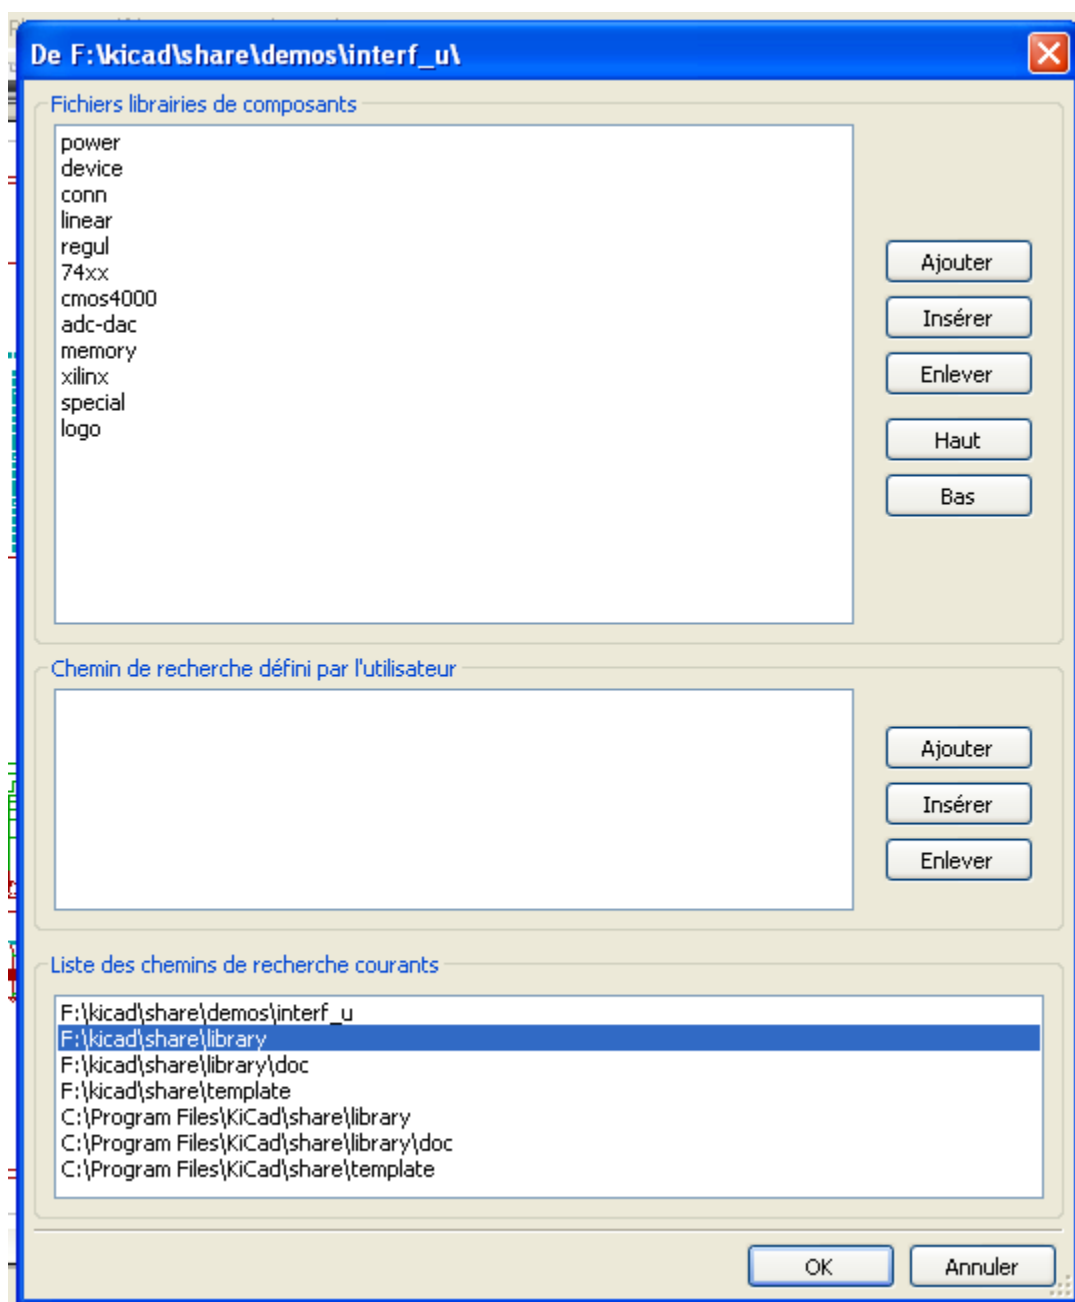 De F:\kicad\share\demos\interf_u\
Fichiers librairies de composants
power
device
conn
linear
regul
74xx
cmos4000
adc-dac
memory
xilinx
special
logo
Ajouter
Insérer
Enlever
Haut
Bas
Chemin de recherche défini par l'utilisateur
Ajouter
Insérer
Enlever
Liste des chemins de recherche courants
F:\kicad\share\demos\interf_u
F:\kicad\share\library
F:\kicad\share\library\doc
F:\kicad\share\template
C:\Program Files\KiCad\share\library
C:\Program Files\KiCad\share\library\doc
C:\Program Files\KiCad\share\template
OK
Annuler